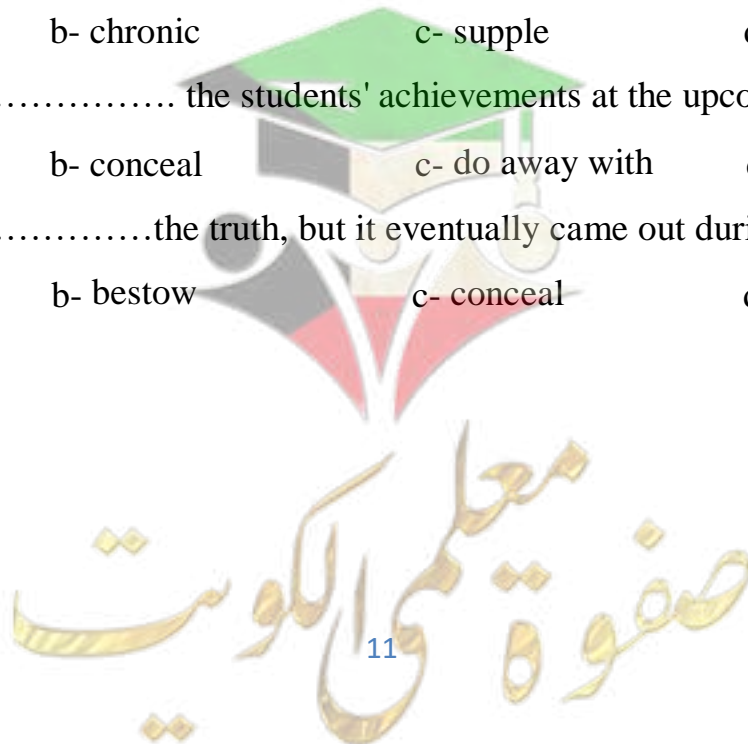 b- chronic c- supple
……………. the students' achievements at the upco
b- conceal c- do away with
………….the truth, but it eventually came out duri
b- bestow c- conceal
صفوة معلمى الكويت
11